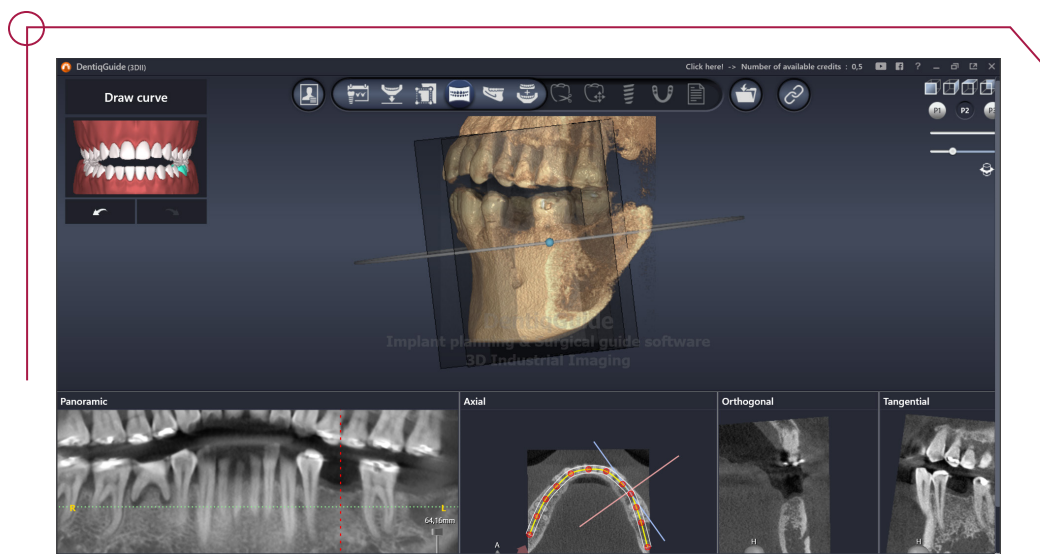 DentiqGuide (3DII)
Click here! -> Number of available credits : 0,5
?
Draw curve
P1
P2
Implant planning & Surgical guide software
3D Industrial Imaging
Panoramic
Axial
Orthogonal
Tangential
R
L
64,16mm
A
H
H